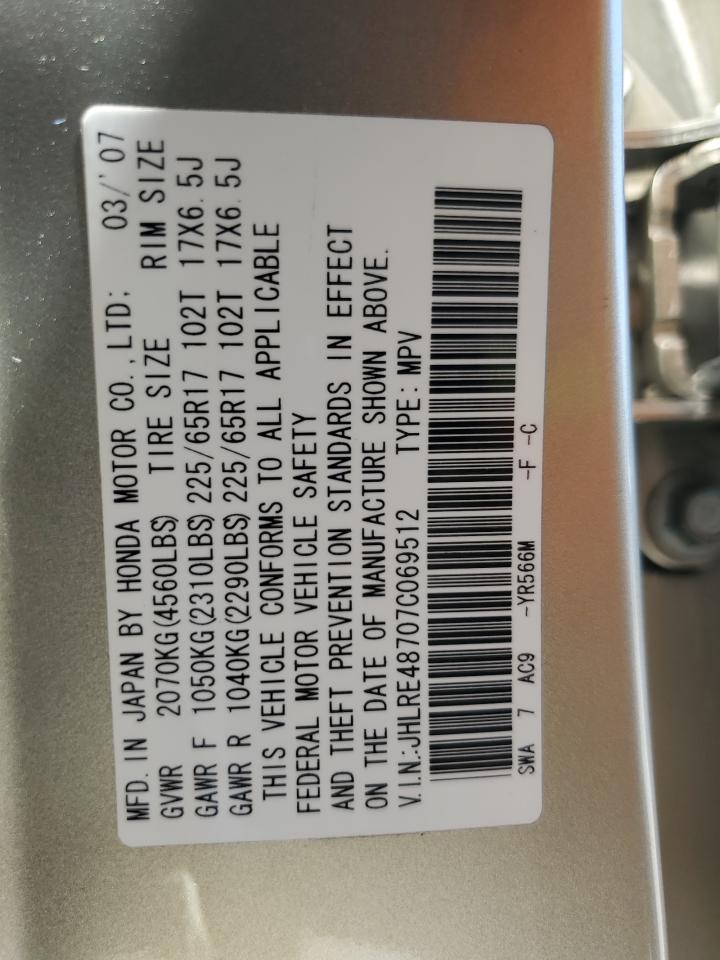 MFD. IN JAPAN BY HONDA MOTOR CO., LTD; 03/'07
GVWR 2070KG(4560LBS) TIRE SIZE RIM SIZE
GAWR F 1050KG(2310LBS) 225/65R17 102T 17X6.5J
GAWR R 1040KG(2290LBS) 225/65R17 102T 17X6.5J
THIS VEHICLE CONFORMS TO ALL APPLICABLE
FEDERAL MOTOR VEHICLE SAFETY
AND THEFT PREVENTION STANDARDS IN EFFECT
ON THE DATE OF MANUFACTURE SHOWN ABOVE.
V.I.N.:JHLRE48707C069512 TYPE: MPV
SWA 7 AC9 -YR566M -F -C